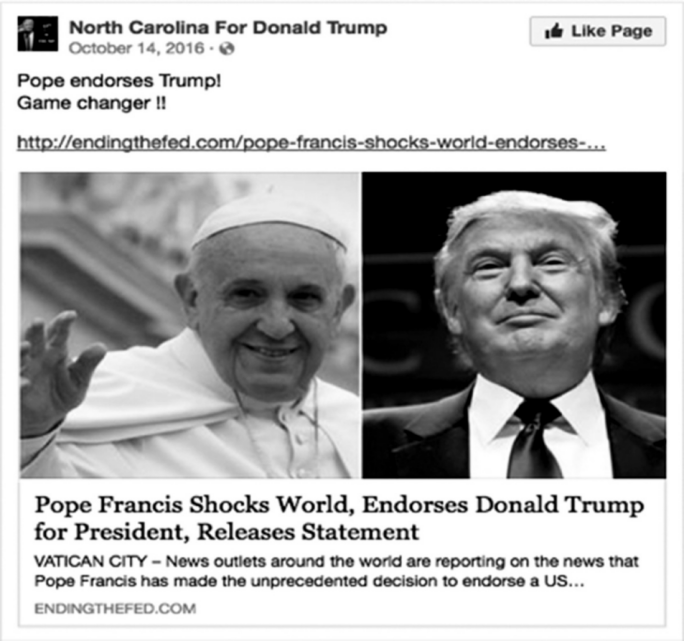 North Carolina For Donald Trump
October 14, 2016 ·
Like Page
Pope endorses Trump!
Game changer !!
http://endingthefed.com/pope-francis-shocks-world-endorses-...
Pope Francis Shocks World, Endorses Donald Trump
for President, Releases Statement
VATICAN CITY – News outlets around the world are reporting on the news that
Pope Francis has made the unprecedented decision to endorse a US...
ENDINGTHEFED.COM